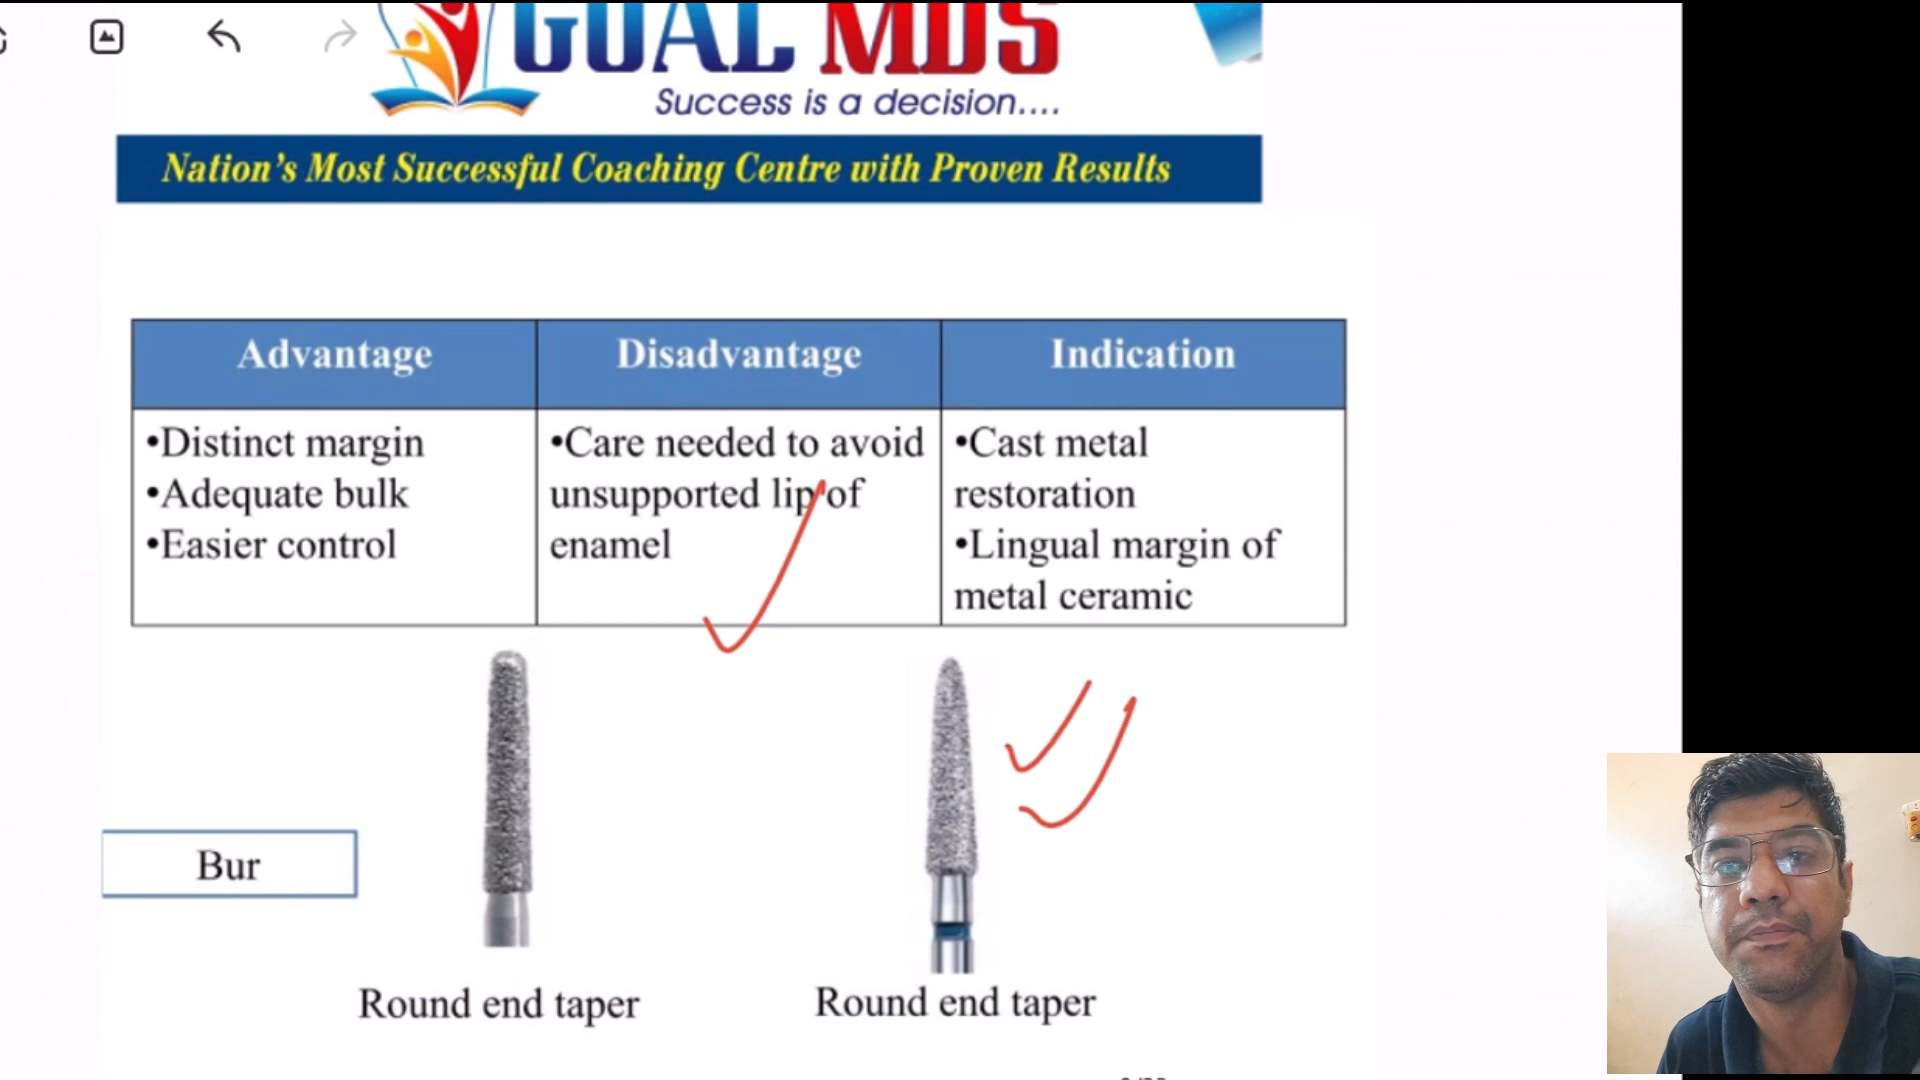 GOAL MDS
Success is a decision....
Nation's Most Successful Coaching Centre with Proven Results
Advantage
Disadvantage
Indication
•Distinct margin
•Adequate bulk
•Easier control
•Care needed to avoid
unsupported lip of
enamel
•Cast metal
restoration
•Lingual margin of
metal ceramic
Bur
Round end taper
Round end taper